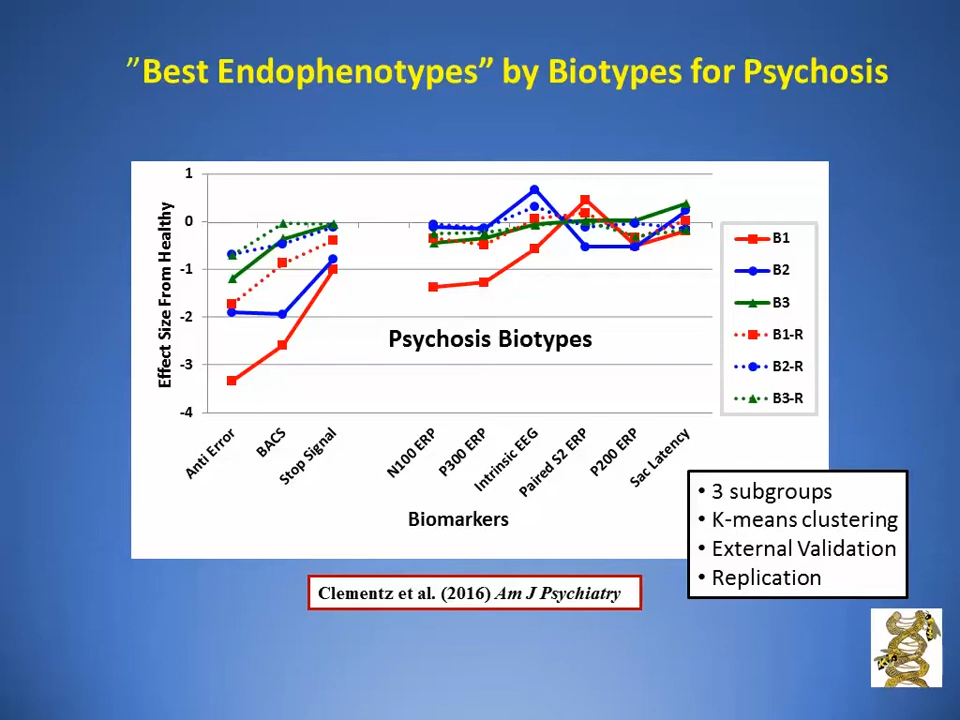 ”Best Endophenotypes” by Biotypes for Psychosis
Effect Size From Healthy
1
0
-1
-2
-3
-4
Psychosis Biotypes
Anti Error
BACS
Stop Signal
N100 ERP
P300 ERP
Intrinsic EEG
Paired S2 ERP
P200 ERP
Sac Latency
Biomarkers
B1
B2
B3
B1-R
B2-R
B3-R
• 3 subgroups
• K-means clustering
• External Validation
• Replication
Clementz et al. (2016) Am J Psychiatry